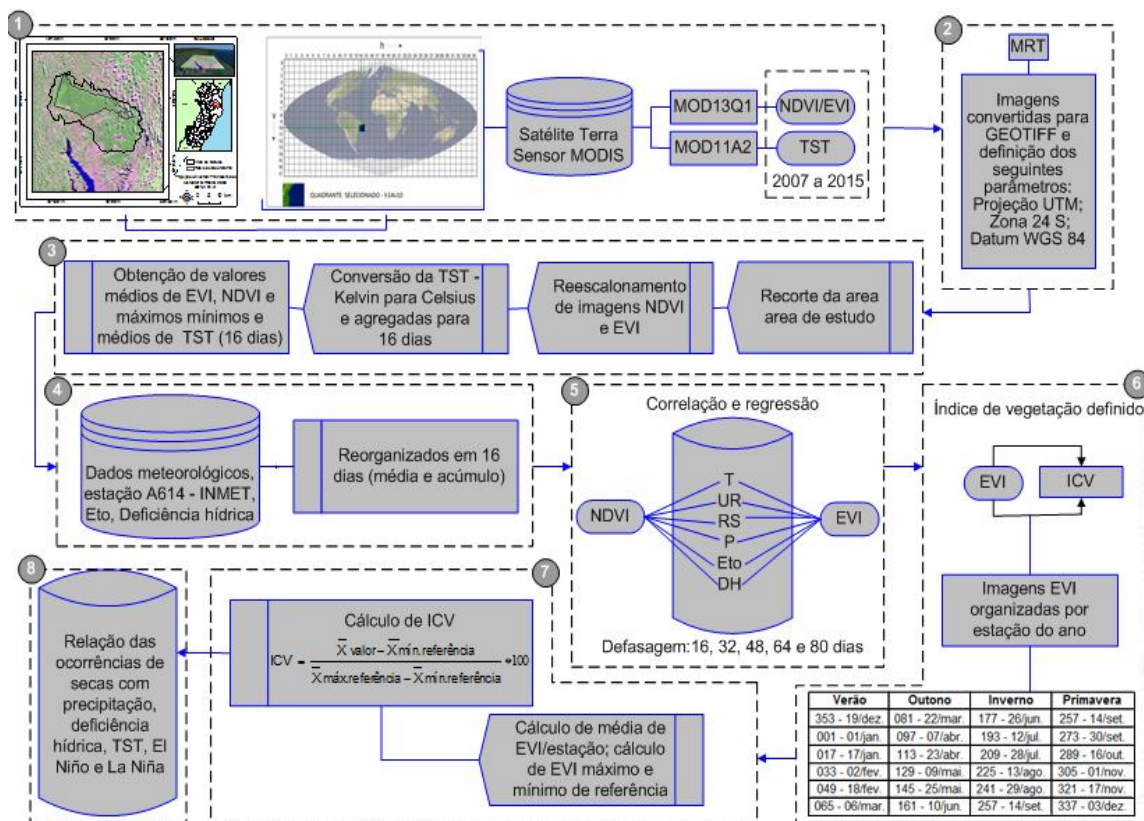 1
h
QUADRANTE SELECIONADO - h14v10
Satélite Terra
Sensor MODIS
MOD13Q1
MOD11A2
NDVI/EVI
TST
2007 a 2015
2
MRT
Imagens
convertidas para
GEOTIFF e
definição dos
seguintes
parâmetros:
Projeção UTM;
Zona 24 S;
Datum WGS 84
3
Obtenção de valores
médios de EVI, NDVI e
máximos mínimos e
médios de TST (16 dias)
Conversão da TST -
Kelvin para Celsius
e agregadas para
16 dias
Reescalonamento
de imagens NDVI
e EVI
Recorte da area
area de estudo
4
Dados meteorológicos,
estação A614 - INMET,
Eto, Deficiência hídrica
Reorganizados em 16
dias (média e acúmulo)
5
Correlação e regressão
NDVI
T
UR
RS
P
Eto
DH
EVI
Defasagem:16, 32, 48, 64 e 80 dias
6
Índice de vegetação definido
EVI
ICV
Imagens EVI
organizadas por
estação do ano
Verão Outono Inverno Primavera
353 - 19/dez. 081 - 22/mar. 177 - 26/jun. 257 - 14/set.
001 - 01/jan. 097 - 07/abr. 193 - 12/jul. 273 - 30/set.
017 - 17/jan. 113 - 23/abr. 209 - 28/jul. 289 - 16/out.
033 - 02/fev. 129 - 09/mai. 225 - 13/ago. 305 - 01/nov.
049 - 18/fev. 145 - 25/mai. 241 - 29/ago. 321 - 17/nov.
065 - 06/mar. 161 - 10/jun. 257 - 14/set. 337 - 03/dez.
7
Cálculo de ICV
ICV = (X̅ valor – X̅ mín.referência) / (X̅ máx.referência – X̅ mín.referência) *100
Cálculo de média de
EVI/estação; cálculo
de EVI máximo e
mínimo de referência
8
Relação das
ocorrências de
secas com
precipitação,
deficiência
hídrica, TST, El
Niño e La Niña